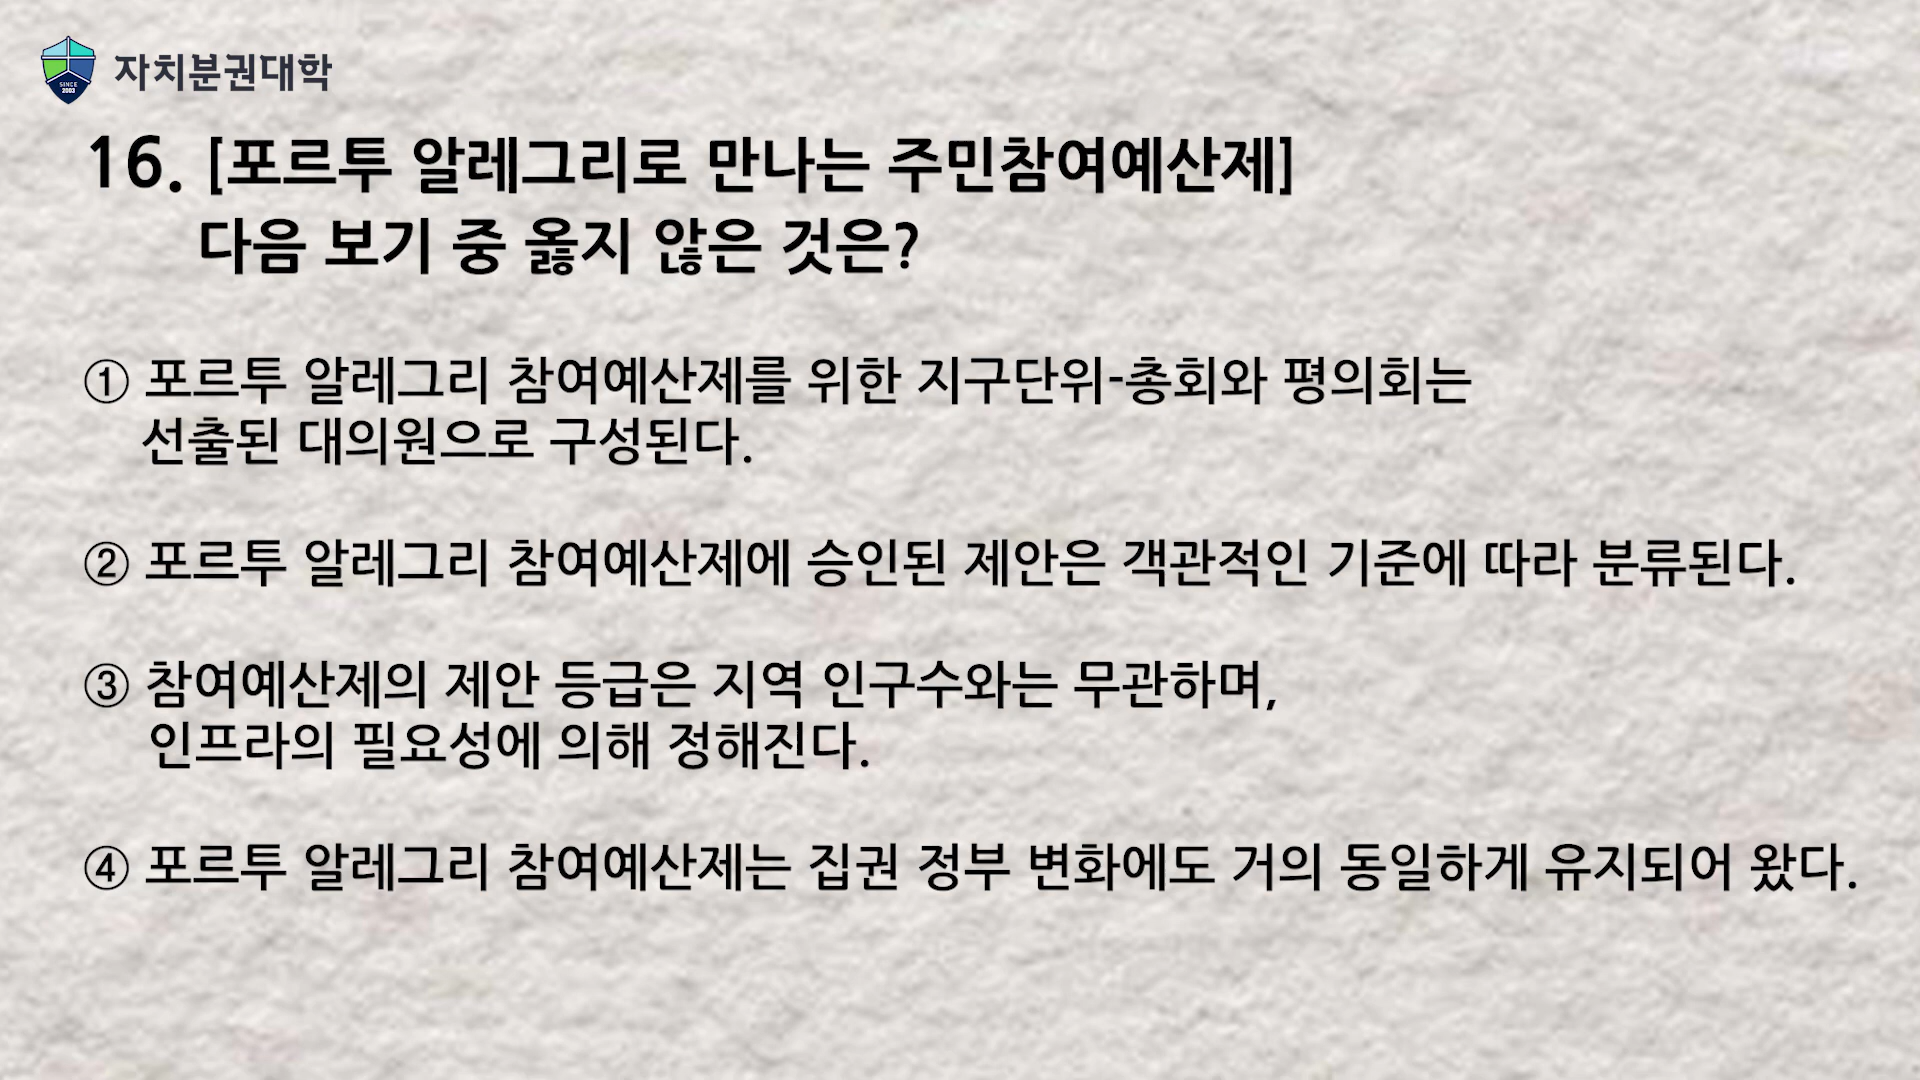 SINCE
2003
자치분권대학
16. [포르투 알레그리로 만나는 주민참여예산제]
다음 보기 중 옳지 않은 것은?
① 포르투 알레그리 참여예산제를 위한 지구단위-총회와 평의회는
선출된 대의원으로 구성된다.
② 포르투 알레그리 참여예산제에 승인된 제안은 객관적인 기준에 따라 분류된다.
③ 참여예산제의 제안 등급은 지역 인구수와는 무관하며,
인프라의 필요성에 의해 정해진다.
④ 포르투 알레그리 참여예산제는 집권 정부 변화에도 거의 동일하게 유지되어 왔다.